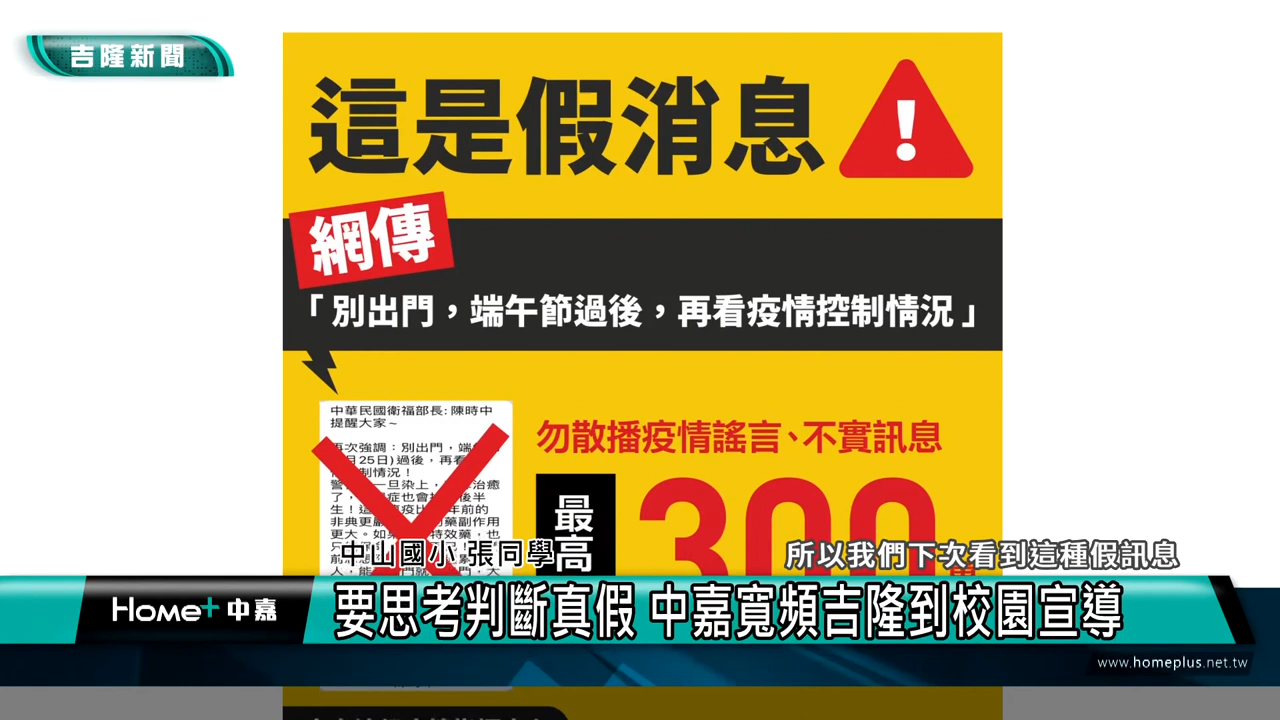 吉隆新聞
這是假消息
網傳
「別出門,端午節過後,再看疫情控制情況」
中華民國衛福部長:陳時中
提醒大家~
勿散播疫情謠言、不實訊息
最高
300
中山國小 張同學
所以我們下次看到這種假訊息
Home+中嘉
要思考判斷真假 中嘉寬頻吉隆到校園宣導
www.homeplus.net.tw